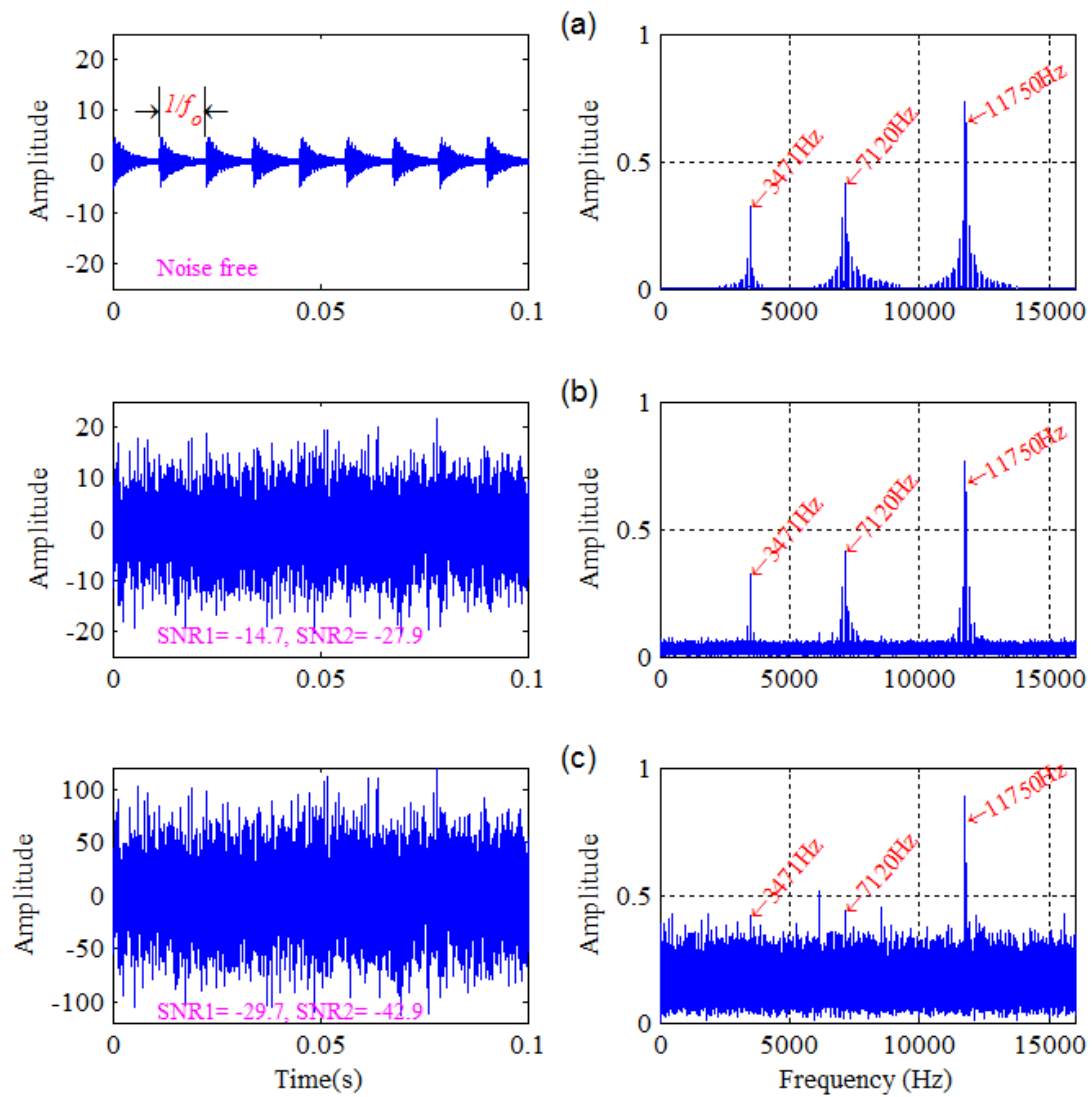 (a)
25
10
0
-10
-20
Amplitude
1/fo
Noise free
0
0.05
0.1
1
0.5
0
Amplitude
←3471Hz
←7120Hz
←11750Hz
0
5000
10000
15000
(b)
20
10
0
-10
-20
Amplitude
SNR1= -14.7, SNR2= -27.9
0
0.05
0.1
1
0.5
0
Amplitude
←3471Hz
←7120Hz
←11750Hz
0
5000
10000
15000
(c)
100
50
0
-50
-100
Amplitude
SNR1= -29.7, SNR2= -42.9
0
0.05
0.1
Time(s)
1
0.5
0
Amplitude
←3471Hz
←7120Hz
←11750Hz
0
5000
10000
15000
Frequency (Hz)